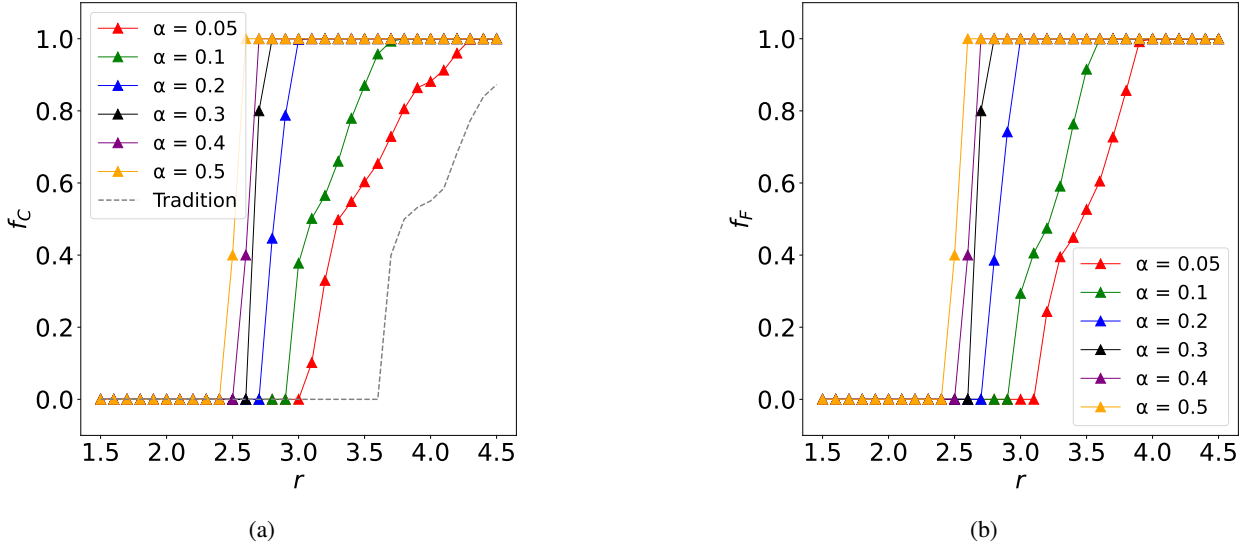 1.0
0.8
0.6
0.4
0.2
0.0
f_C
1.5 2.0 2.5 3.0 3.5 4.0 4.5
r
α = 0.05
α = 0.1
α = 0.2
α = 0.3
α = 0.4
α = 0.5
Tradition
(a)
1.0
0.8
0.6
0.4
0.2
0.0
f_F
1.5 2.0 2.5 3.0 3.5 4.0 4.5
r
α = 0.05
α = 0.1
α = 0.2
α = 0.3
α = 0.4
α = 0.5
(b)